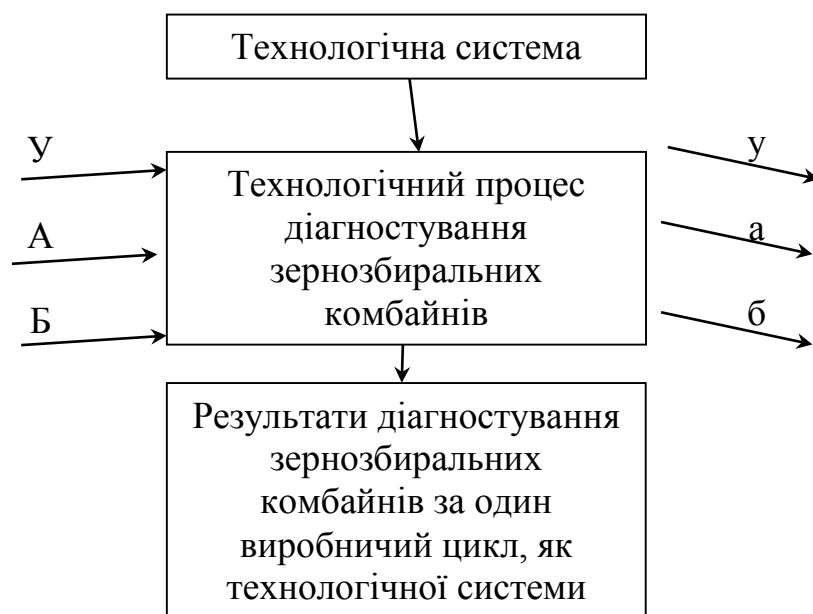 Технологічна система
У
у
Технологічний процес
діагностування
зернозбиральних
комбайнів
А
а
Б
б
Результати діагностування
зернозбиральних
комбайнів за один
виробничий цикл, як
технологічної системи